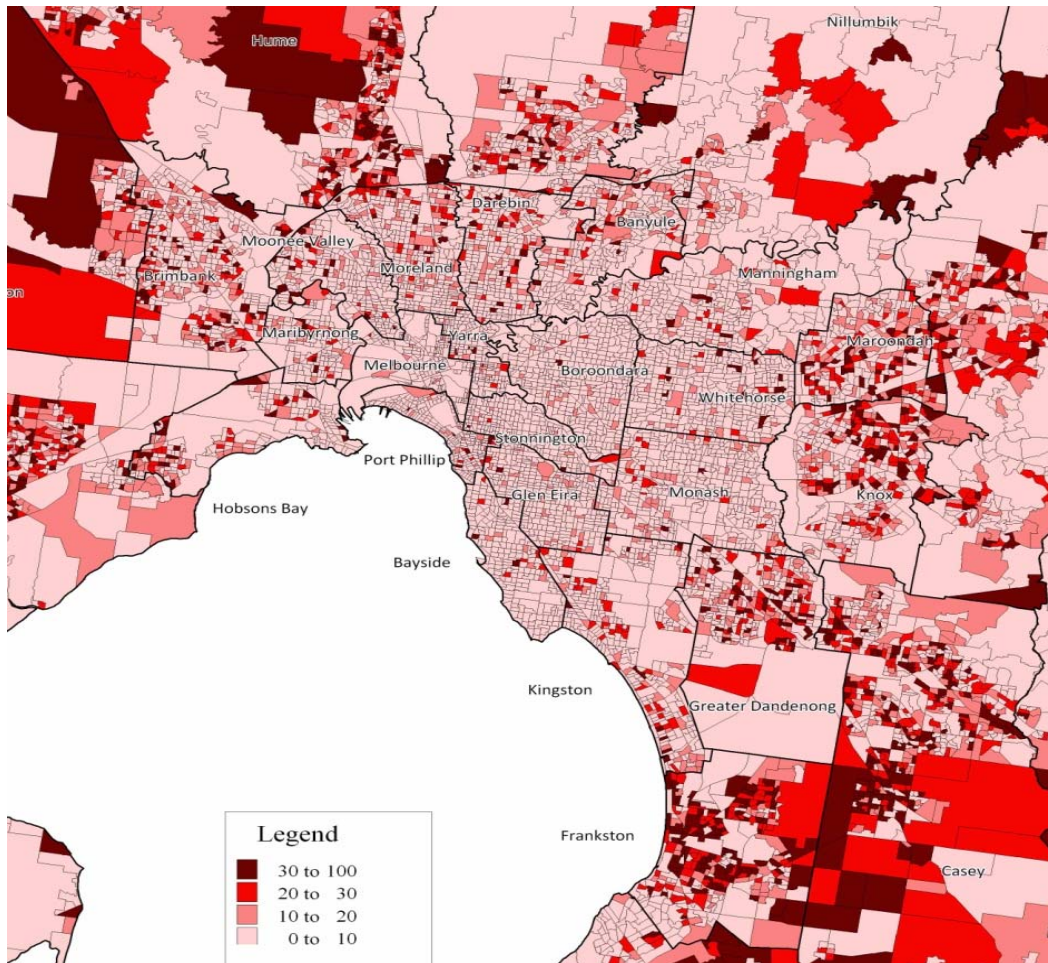 Nillumbik
Hume
Darebin
Banyule
Moonee Valley
Moreland
Brimbank
Manningham
on
Maribyrnong
Yarra
Maroondah
Melbourne
Boroondara
Whitehorse
Stonnington
Port Phillip
Glen Eira
Monash
Knox
Hobsons Bay
Bayside
Kingston
Greater Dandenong
Frankston
Casey
Legend
30 to 100
20 to 30
10 to 20
0 to 10